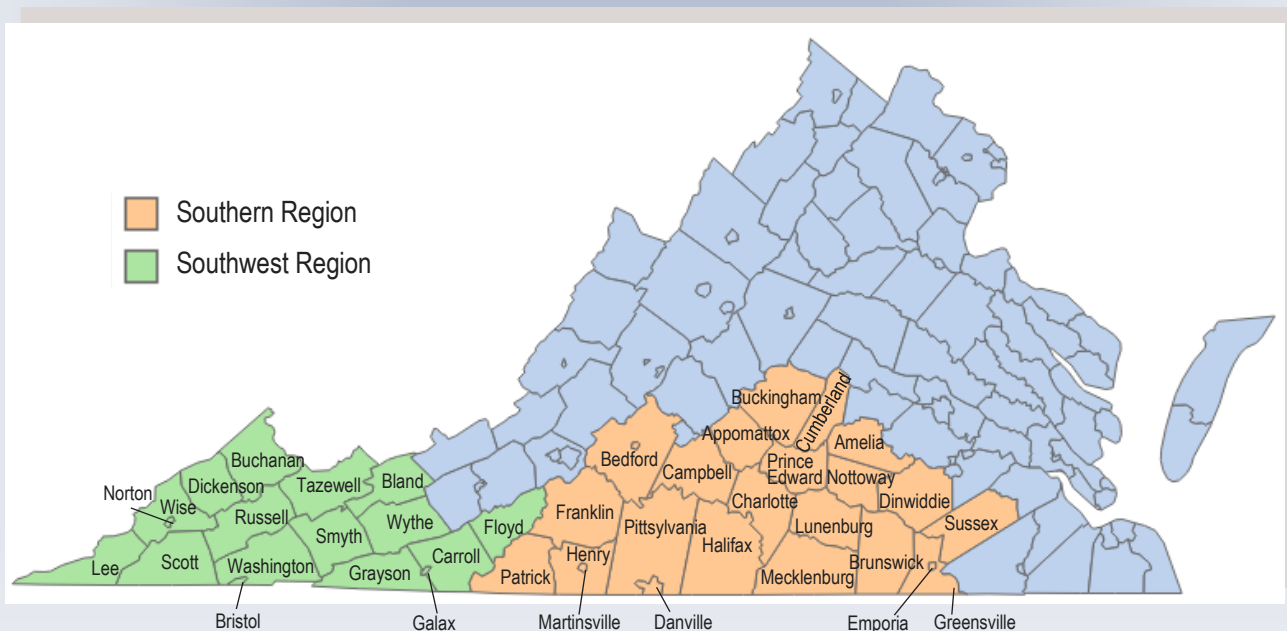 Southern Region
Southwest Region
Buckingham
Cumberland
Appomattox
Amelia
Bedford
Prince
Edward
Campbell
Nottoway
Buchanan
Dickenson
Tazewell
Bland
Norton
Wise
Charlotte
Dinwiddie
Russell
Wythe
Floyd
Franklin
Pittsylvania
Lunenburg
Sussex
Smyth
Halifax
Lee
Scott
Washington
Grayson
Carroll
Patrick
Henry
Mecklenburg
Brunswick
Bristol
Galax
Martinsville
Danville
Emporia
Greensville